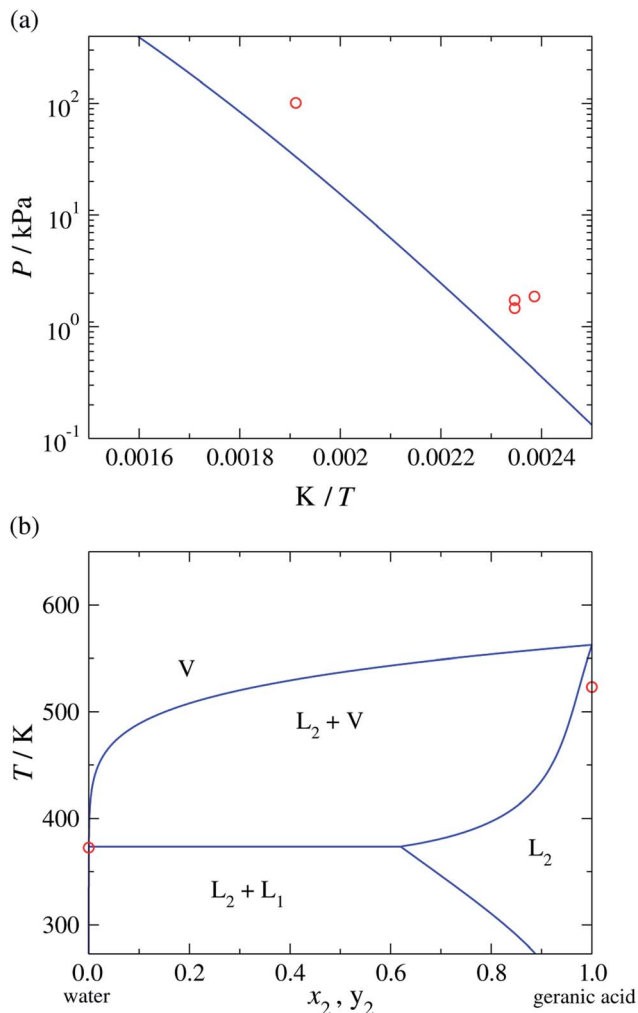 (a)
10²
10¹
10⁰
10⁻¹
P / kPa
0.0016 0.0018 0.002 0.0022 0.0024
K / T
(b)
600
500
400
300
T / K
V
L₂ + V
L₂
L₂ + L₁
0.0 0.2 0.4 0.6 0.8 1.0
water x₂ , y₂ geranic acid